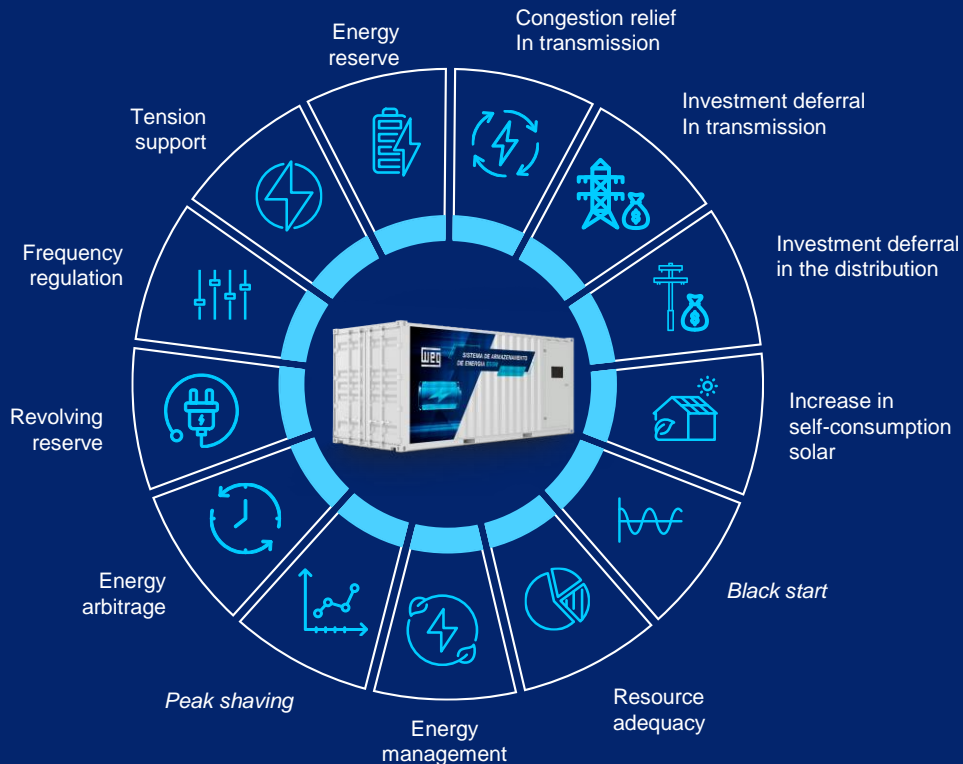 Energy
reserve
Congestion relief
In transmission
Investment deferral
In transmission
Investment deferral
in the distribution
Increase in
self-consumption
solar
Black start
Resource
adequacy
Energy
management
Peak shaving
Energy
arbitrage
Revolving
reserve
Frequency
regulation
Tension
support
weg
SISTEMA DE ARMAZENAMENTO
DE ENERGIA